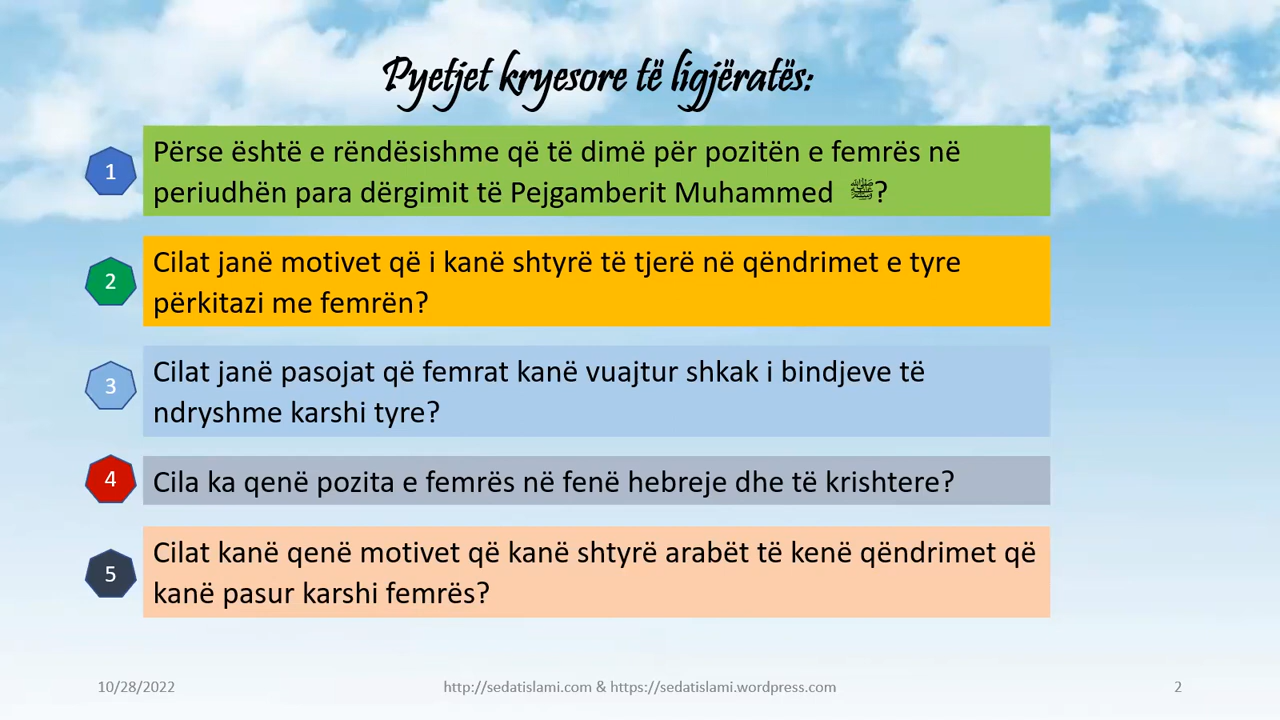 Pyetjet kryesore të ligjëratës:
1
Përse është e rëndësishme që të dimë për pozitën e femrës në
periudhën para dërgimit të Pejgamberit Muhammed ﷺ?
2
Cilat janë motivet që i kanë shtyrë të tjerë në qëndrimet e tyre
përkitazi me femrën?
3
Cilat janë pasojat që femrat kanë vuajtur shkak i bindjeve të
ndryshme karshi tyre?
4
Cila ka qenë pozita e femrës në fenë hebreje dhe të krishtere?
5
Cilat kanë qenë motivet që kanë shtyrë arabët të kenë qëndrimet që
kanë pasur karshi femrës?
10/28/2022
http://sedatislami.com & https://sedatislami.wordpress.com
2